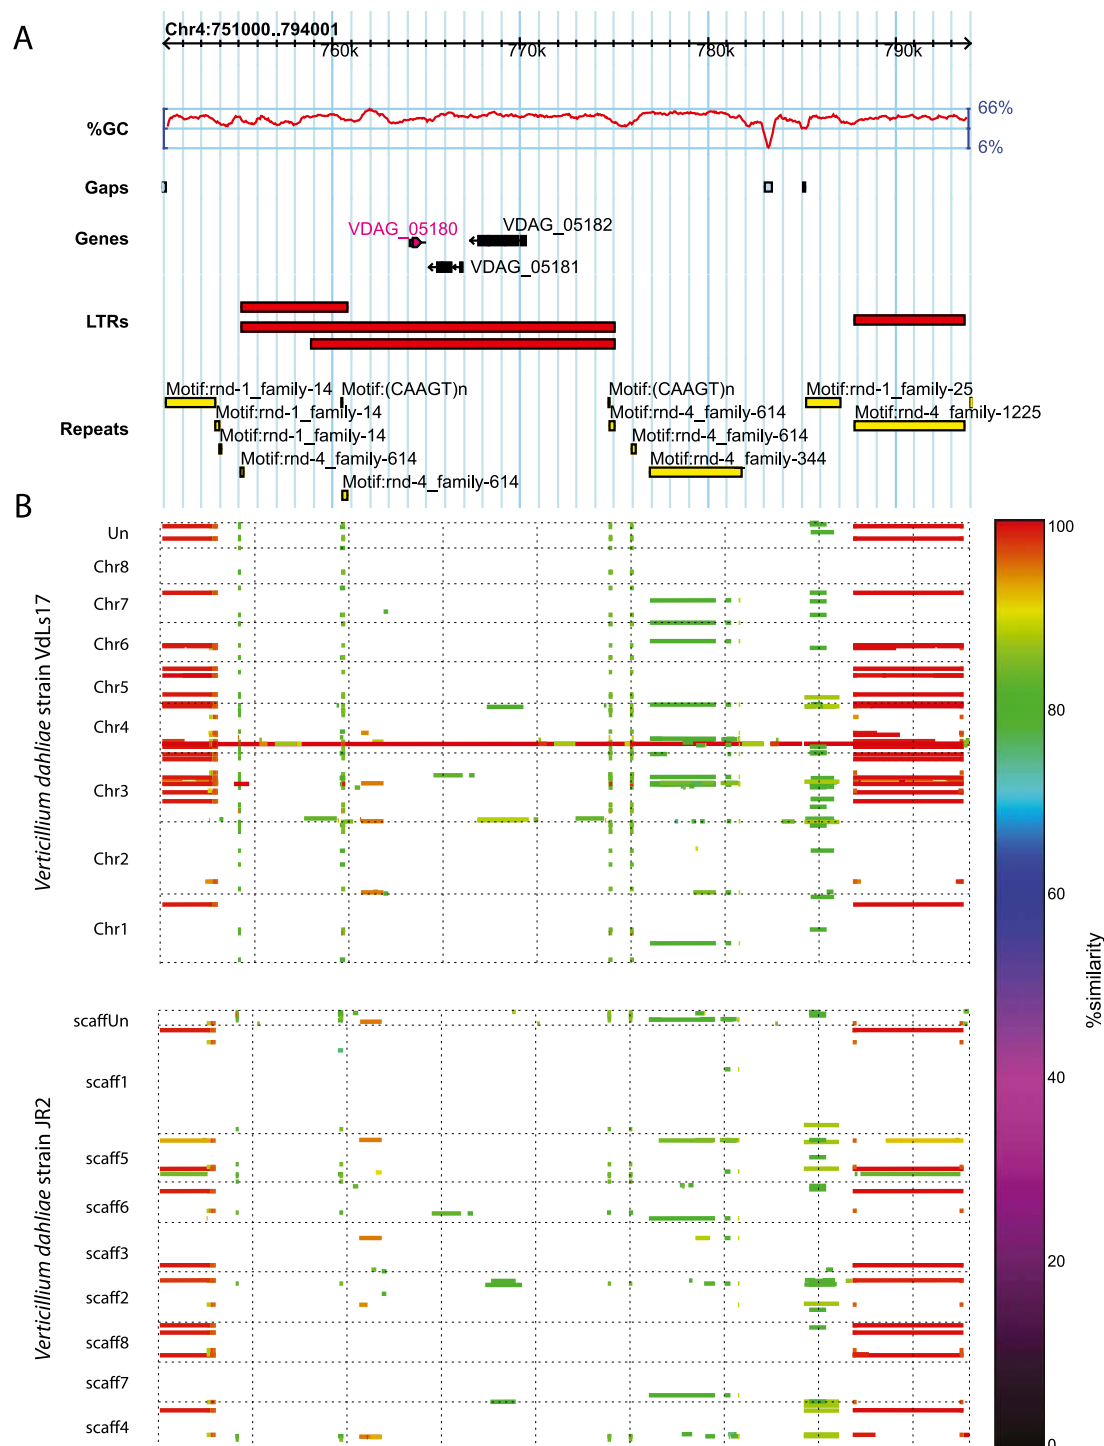 A
Chr4:751000..794001
760k 770k 780k 790k
%GC
66%
6%
Gaps
Genes
VDAG_05180
VDAG_05182
VDAG_05181
LTRs
Repeats
Motif:rnd-1_family-14 Motif:(CAAGT)n Motif:(CAAGT)n Motif:rnd-1_family-25
Motif:rnd-1_family-14 Motif:rnd-4_family-614 Motif:rnd-4_family-1225
Motif:rnd-1_family-14 Motif:rnd-4_family-614
Motif:rnd-4_family-614 Motif:rnd-4_family-344
Motif:rnd-4_family-614
B
Verticillium dahliae strain VdLs17
Un
Chr8
Chr7
Chr6
Chr5
Chr4
Chr3
Chr2
Chr1
Verticillium dahliae strain JR2
scaffUn
scaff1
scaff5
scaff6
scaff3
scaff2
scaff8
scaff7
scaff4
100
80
60
40
20
0
%similarity